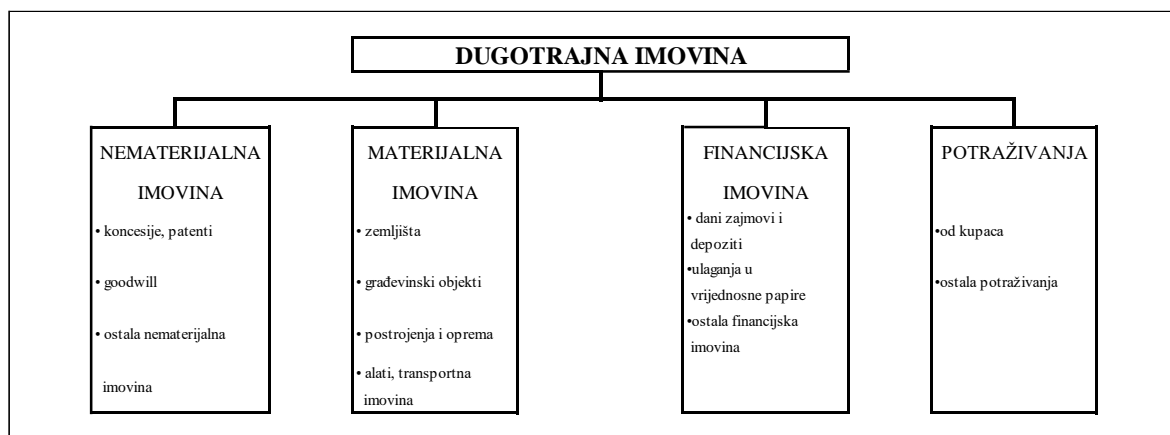 DUGOTRAJNA IMOVINA
NEMATERIJALNA
IMOVINA
• koncesije, patenti
• goodwill
• ostala nematerijalna
imovina
MATERIJALNA
IMOVINA
• zemljišta
• građevinski objekti
• postrojenja i oprema
• alati, transportna
imovina
FINANCIJSKA
IMOVINA
• dani zajmovi i
depoziti
•ulaganja u
vrijednosne papire
•ostala financijska
imovina
POTRAŽIVANJA
•od kupaca
•ostala potraživanja